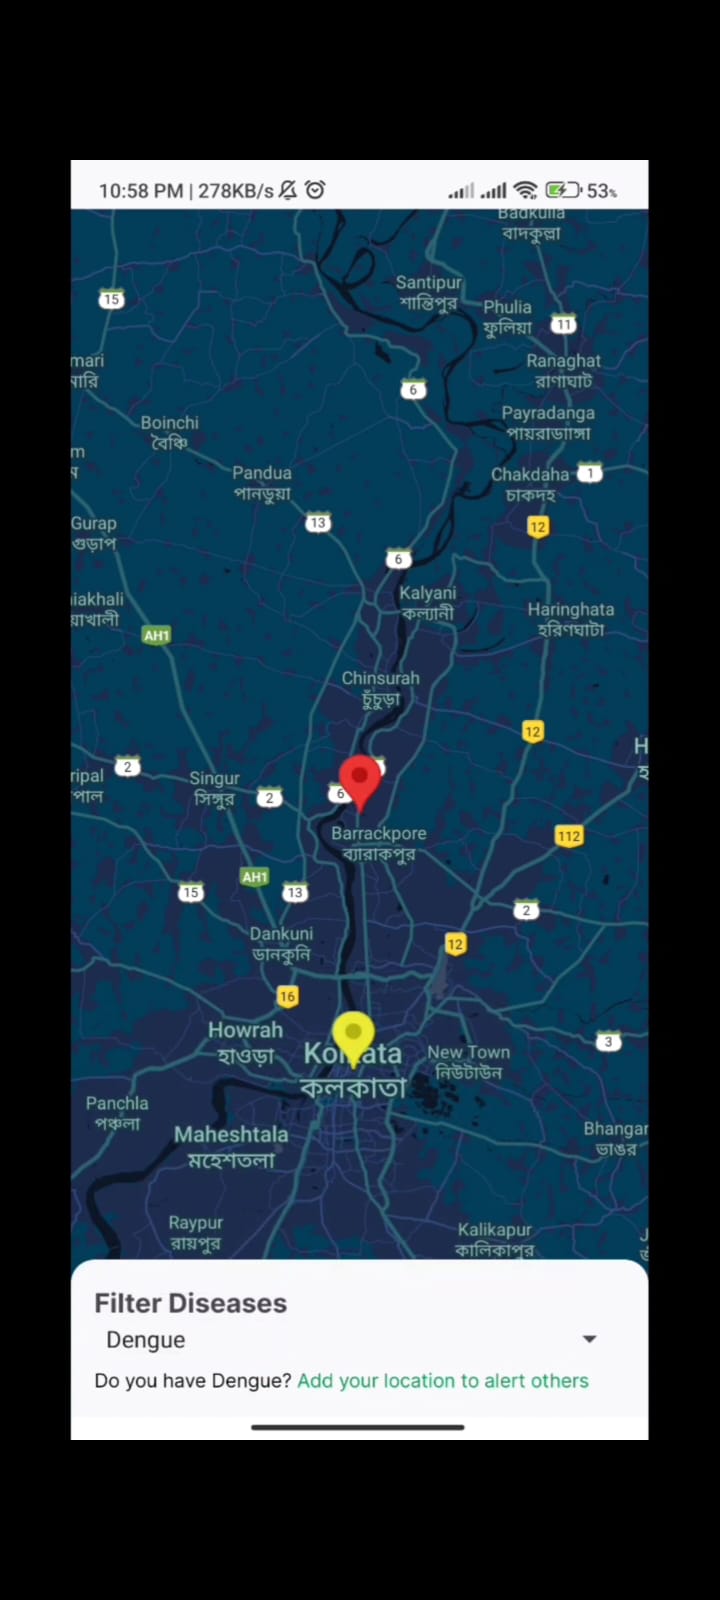 10:58 PM | 278KB/s
53%
Badkulla
বাদকুল্লা
Santipur
শান্তিপুর
Phulia
ফুলিয়া
15
11
mari
মারি
Ranaghat
রাণাঘাট
6
Payradanga
পায়রাডাঙ্গা
Boinchi
বৈঞ্চি
m
Pandua
পানডুয়া
Chakdaha
চাকদহ
1
Gurap
গুড়াপ
13
12
6
Kalyani
কল্যানী
iakhali
য়াখালী
Haringhata
হরিণঘাটা
AH1
Chinsurah
চুঁচুড়া
12
H
হ
ripal
পাল
2
Singur
সিঙ্গুর
2
6
Barrackpore
ব্যারাকপুর
112
AH1
15
13
2
Dankuni
ডানকুনি
12
16
Howrah
হাওড়া
Kolkata
কলকাতা
New Town
নিউটাউন
3
Panchla
পঞ্চলা
Maheshtala
মহেশতলা
Bhangar
ভাঙর
Raypur
রায়পুর
Kalikapur
কালিকাপুর
J
Filter Diseases
Dengue
Do you have Dengue? Add your location to alert others